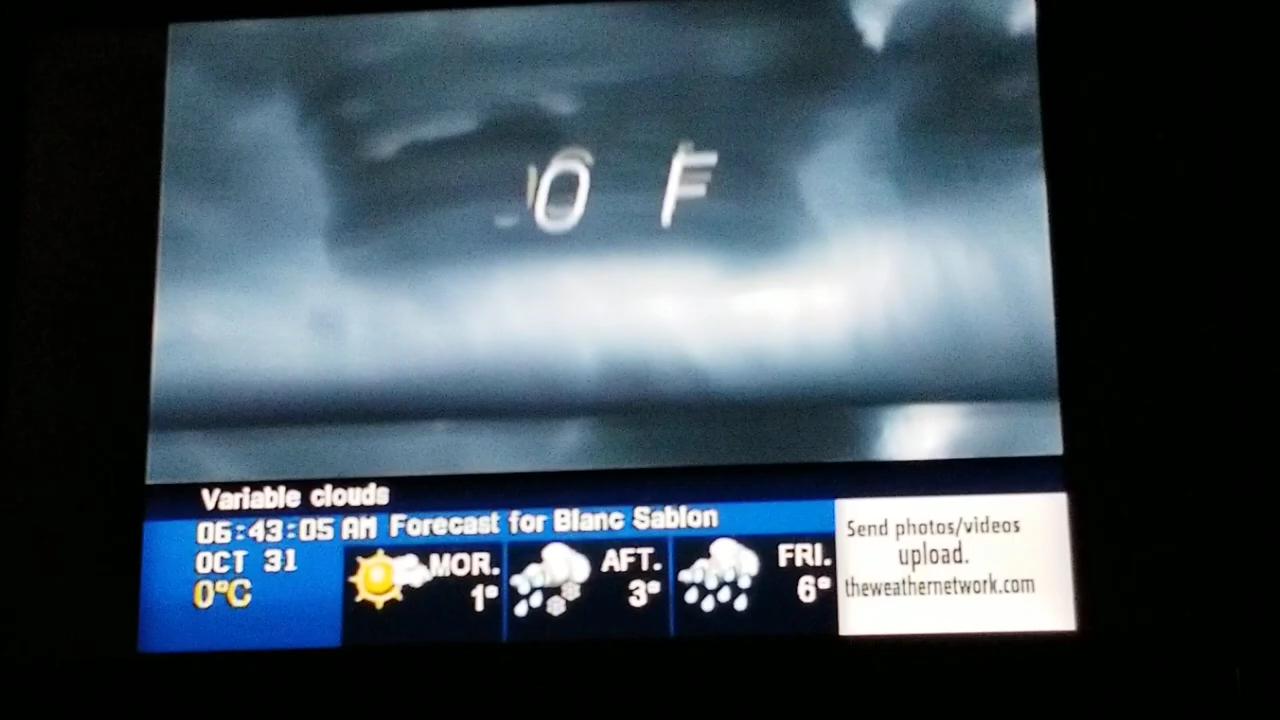 0 F
Variable clouds
06:43:05 AM Forecast for Blanc Sablon
OCT 31
0°C
MOR.
1°
AFT.
3°
FRI.
6°
Send photos/videos
upload.
theweathernetwork.com